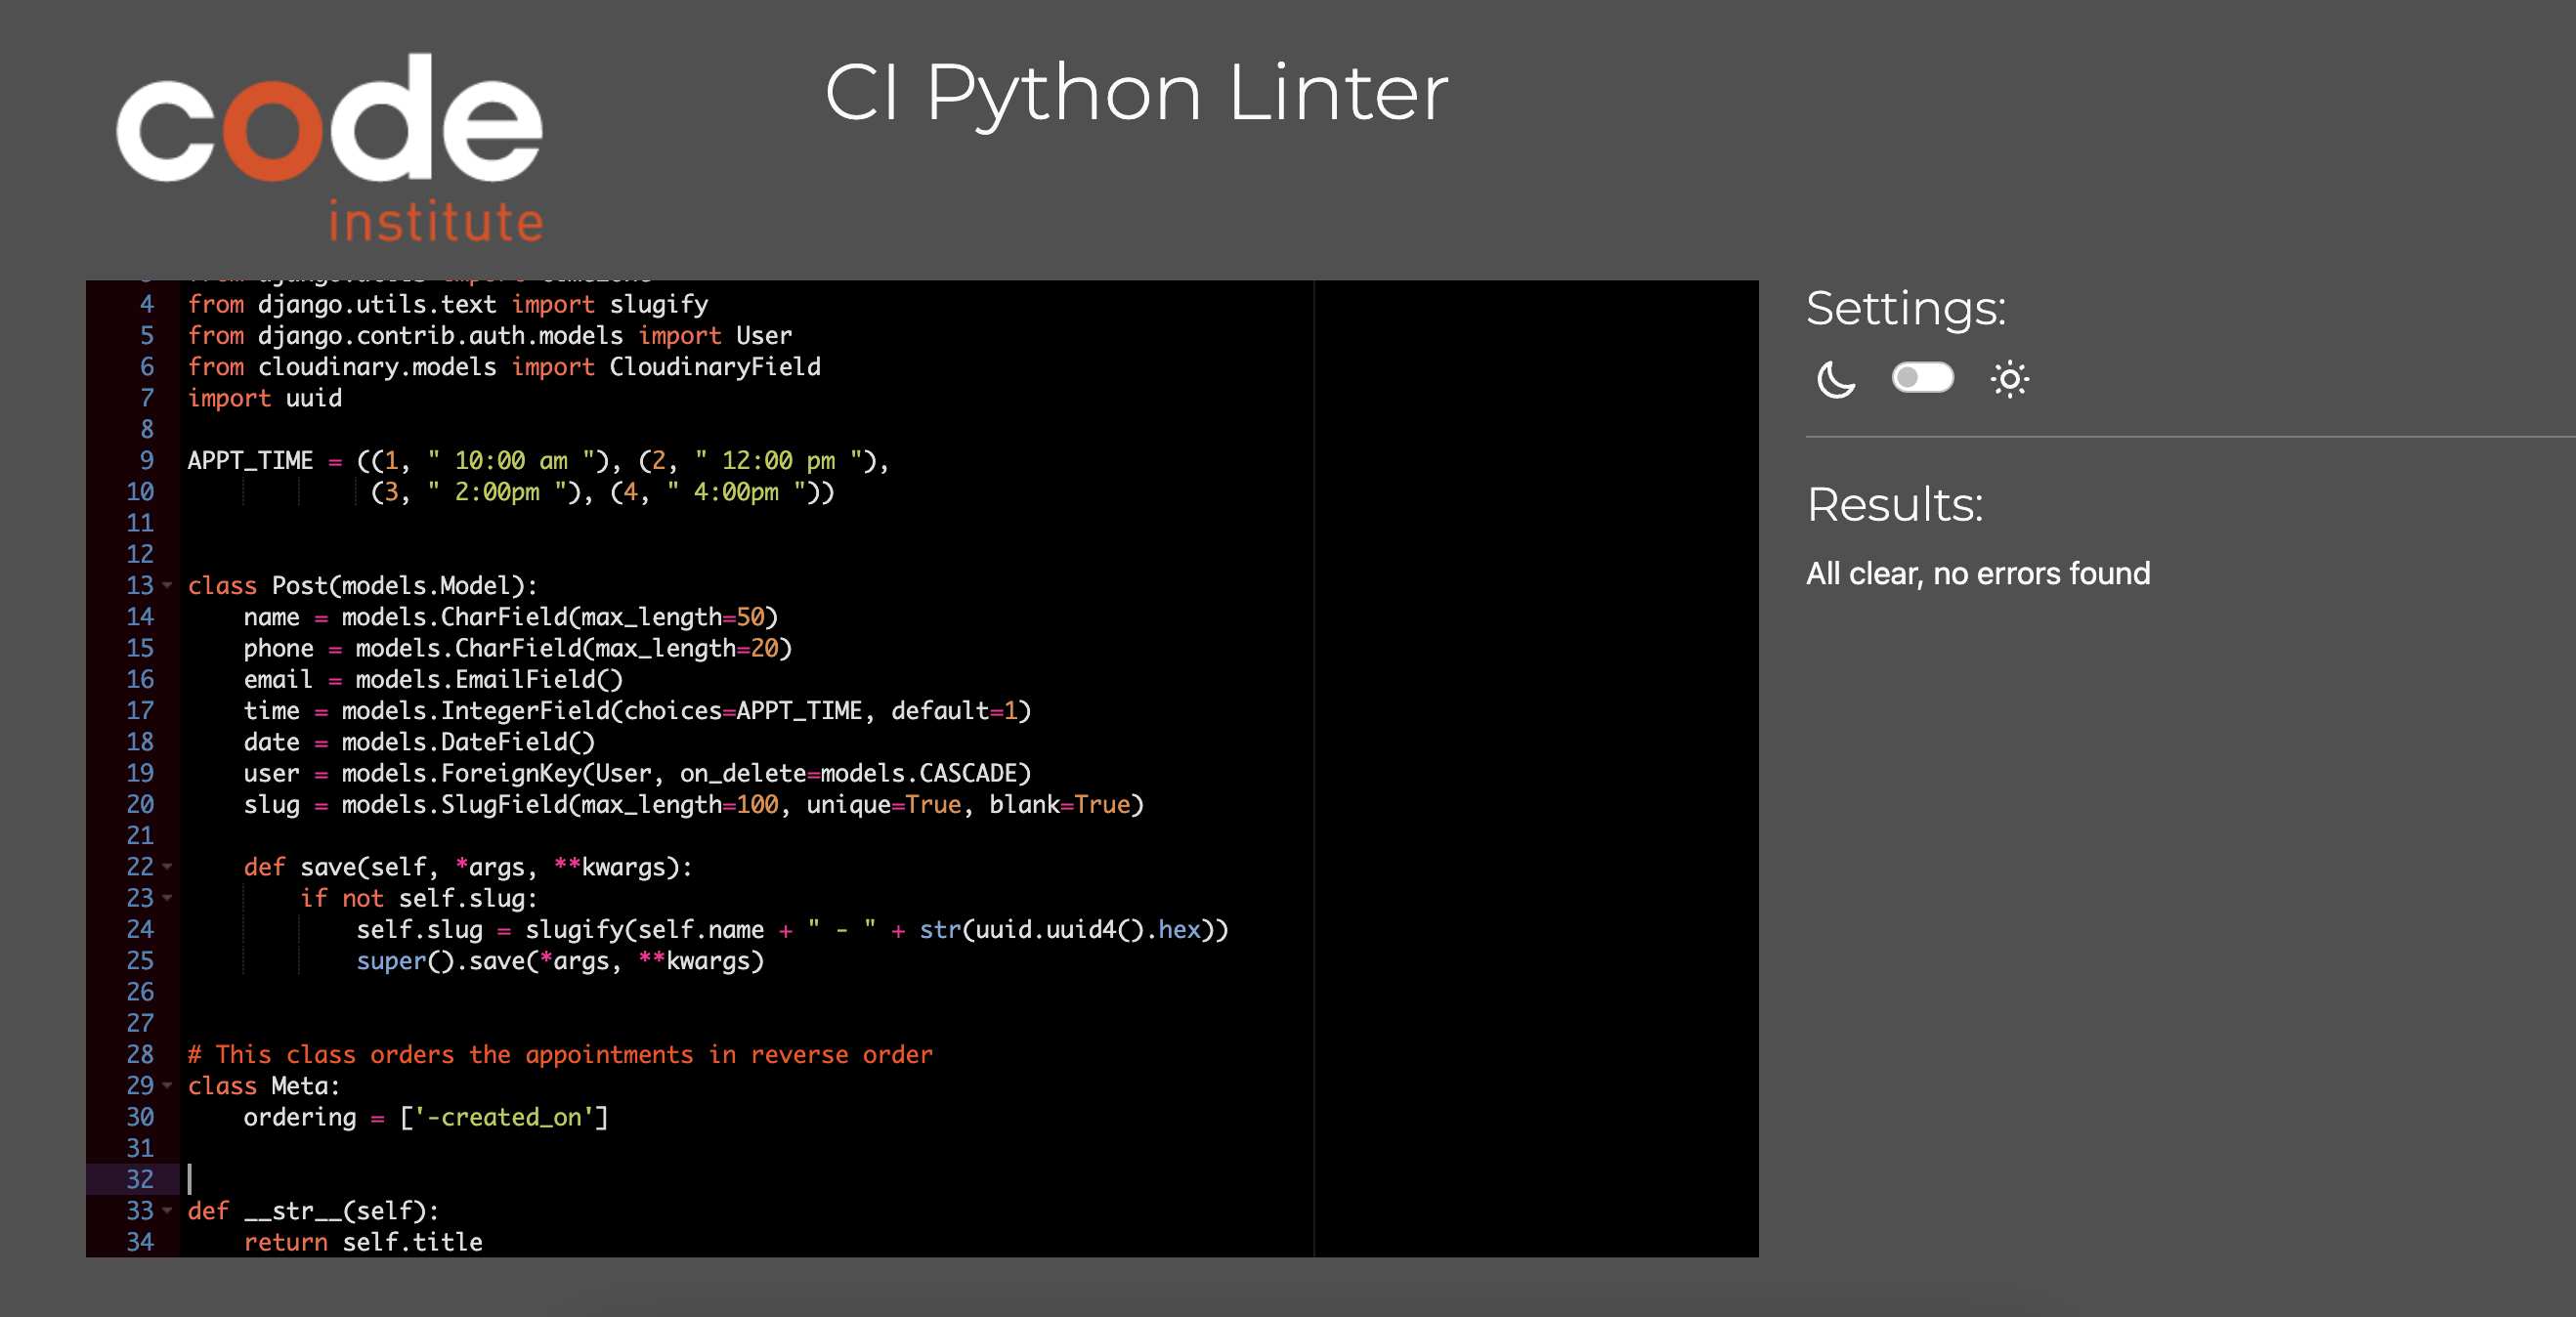 code
institute
CI Python Linter
4 from django.utils.text import slugify
5 from django.contrib.auth.models import User
6 from cloudinary.models import CloudinaryField
7 import uuid
8
9 APPT_TIME = ((1, " 10:00 am "), (2, " 12:00 pm "),
10              (3, " 2:00pm "), (4, " 4:00pm "))
11
12
13 class Post(models.Model):
14     name = models.CharField(max_length=50)
15     phone = models.CharField(max_length=20)
16     email = models.EmailField()
17     time = models.IntegerField(choices=APPT_TIME, default=1)
18     date = models.DateField()
19     user = models.ForeignKey(User, on_delete=models.CASCADE)
20     slug = models.SlugField(max_length=100, unique=True, blank=True)
21
22     def save(self, *args, **kwargs):
23         if not self.slug:
24             self.slug = slugify(self.name + " - " + str(uuid.uuid4().hex))
25             super().save(*args, **kwargs)
26
27
28 # This class orders the appointments in reverse order
29 class Meta:
30     ordering = ['-created_on']
31
32
33 def __str__(self):
34     return self.title
Settings:
Results:
All clear, no errors found